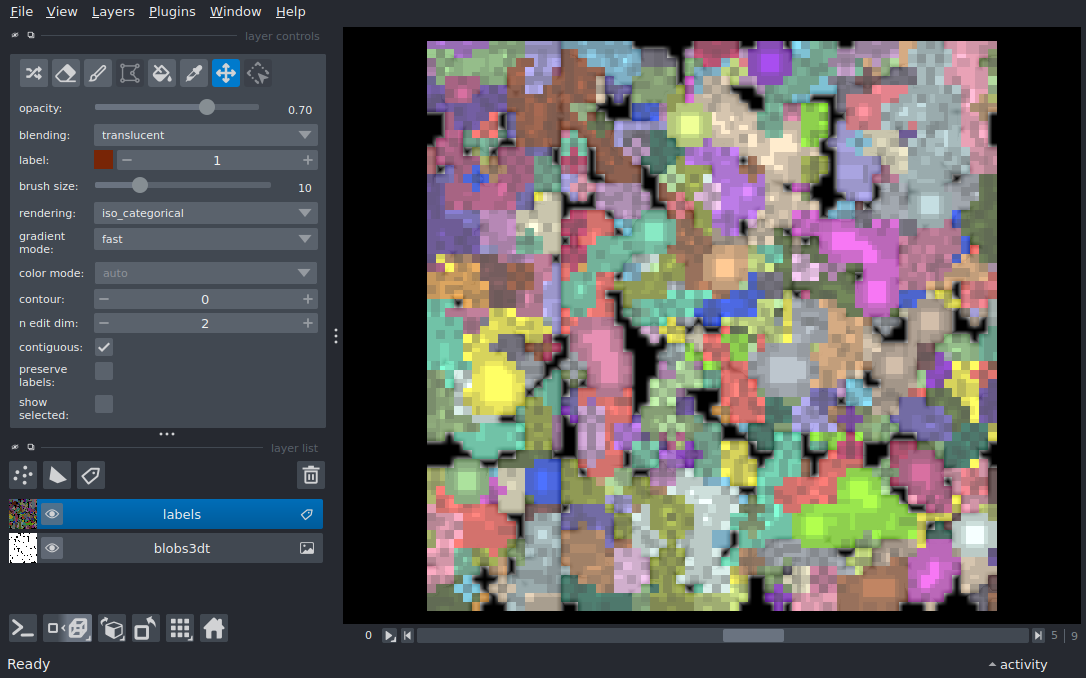 File View Layers Plugins Window Help
layer controls
opacity: 0.70
blending: translucent
label: 1
brush size: 10
rendering: iso_categorical
gradient
mode: fast
color mode: auto
contour: 0
n edit dim: 2
contiguous:
preserve
labels:
show
selected:
layer list
labels
blobs3dt
0 5 9
Ready activity